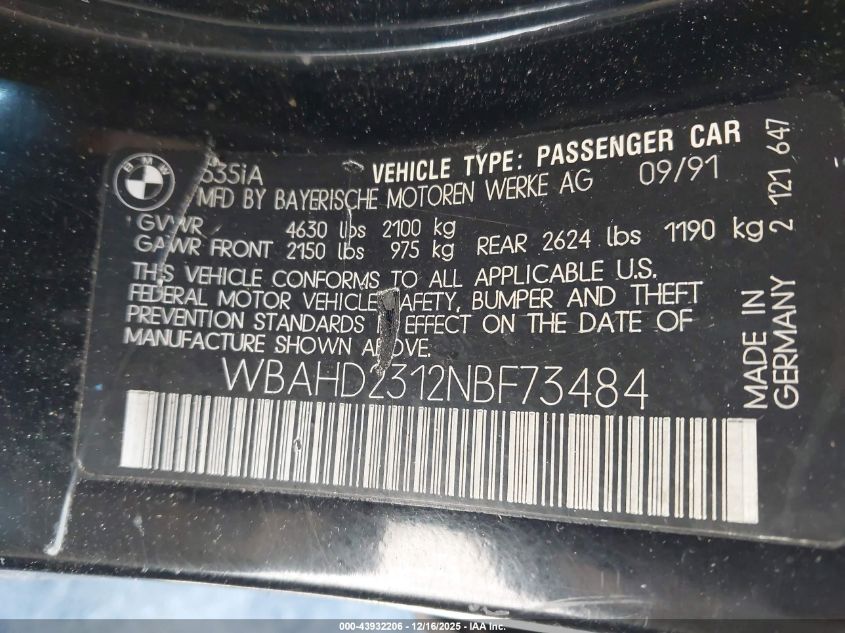 BMW
535iA VEHICLE TYPE: PASSENGER CAR
MFD BY BAYERISCHE MOTOREN WERKE AG 09/91
GVWR 4630 lbs 2100 kg
GAWR FRONT 2150 lbs 975 kg REAR 2624 lbs 1190 kg
THIS VEHICLE CONFORMS TO ALL APPLICABLE U.S.
FEDERAL MOTOR VEHICLE SAFETY, BUMPER AND THEFT
PREVENTION STANDARDS IN EFFECT ON THE DATE OF
MANUFACTURE SHOWN ABOVE.
WBAHD2312NBF73484
MADE IN
GERMANY
2 121 647
000-43932206 - 12/16/2025 - IAA Inc.